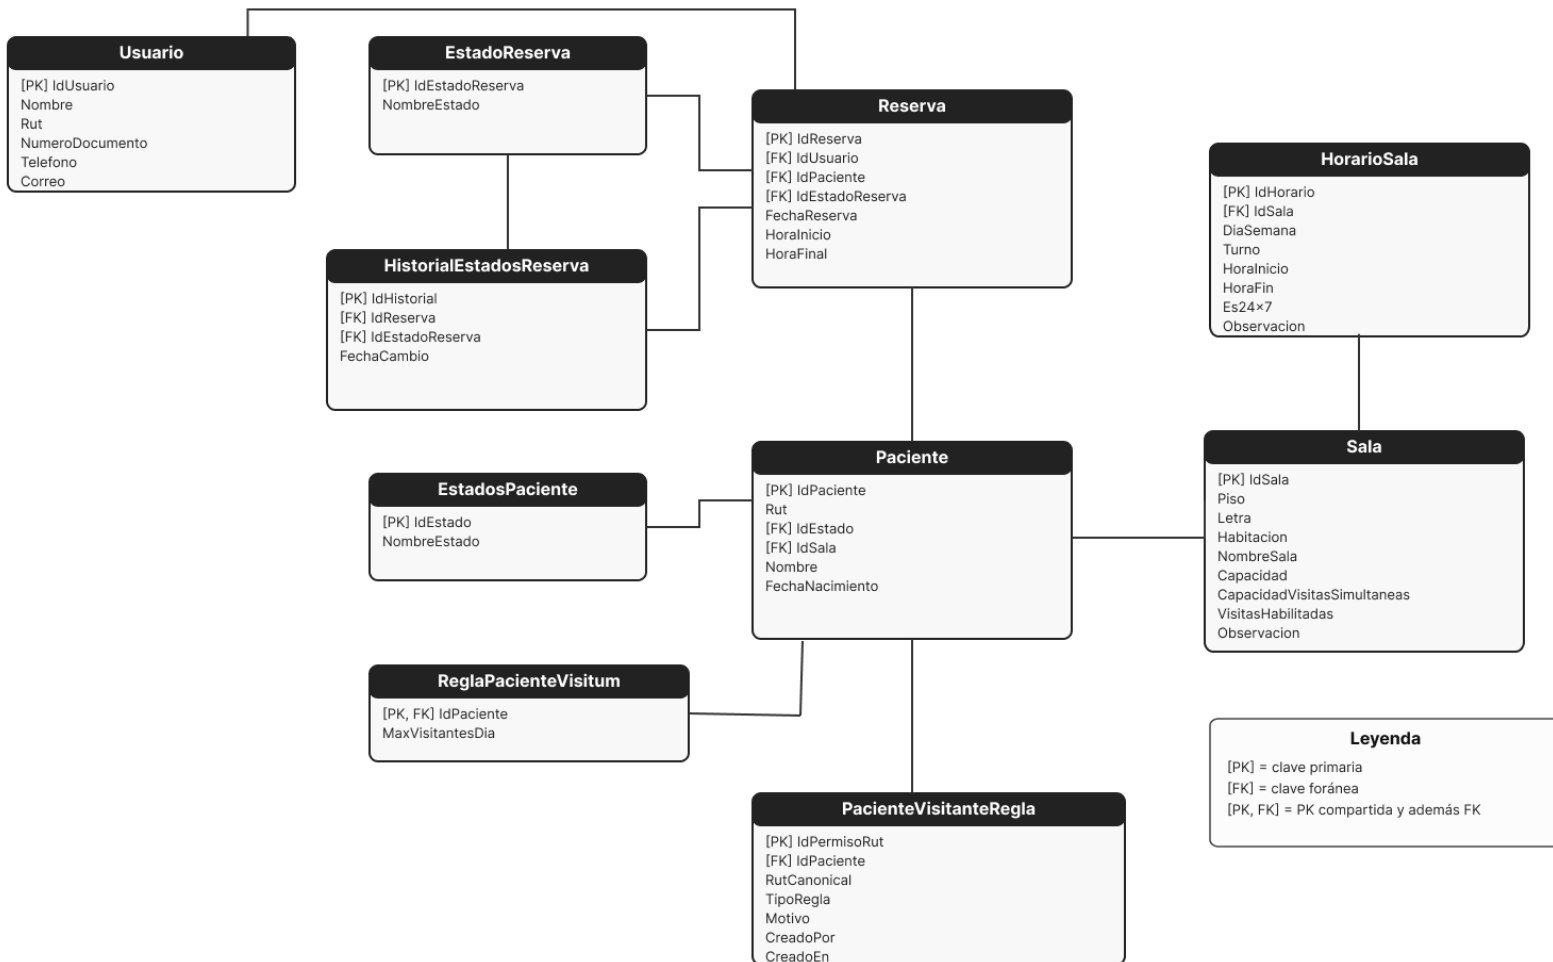 Usuario
[PK] IdUsuario
Nombre
Rut
NumeroDocumento
Telefono
Correo
EstadoReserva
[PK] IdEstadoReserva
NombreEstado
Reserva
[PK] IdReserva
[FK] IdUsuario
[FK] IdPaciente
[FK] IdEstadoReserva
FechaReserva
HoraInicio
HoraFinal
HorarioSala
[PK] IdHorario
[FK] IdSala
DiaSemana
Turno
HoraInicio
HoraFin
Es24×7
Observacion
HistorialEstadosReserva
[PK] IdHistorial
[FK] IdReserva
[FK] IdEstadoReserva
FechaCambio
EstadosPaciente
[PK] IdEstado
NombreEstado
Paciente
[PK] IdPaciente
Rut
[FK] IdEstado
[FK] IdSala
Nombre
FechaNacimiento
Sala
[PK] IdSala
Piso
Letra
Habitacion
NombreSala
Capacidad
CapacidadVisitasSimultaneas
VisitasHabilitadas
Observacion
ReglaPacienteVisitum
[PK, FK] IdPaciente
MaxVisitantesDia
PacienteVisitanteRegla
[PK] IdPermisoRut
[FK] IdPaciente
RutCanonical
TipoRegla
Motivo
CreadoPor
CreadoEn
Leyenda
[PK] = clave primaria
[FK] = clave foránea
[PK, FK] = PK compartida y además FK